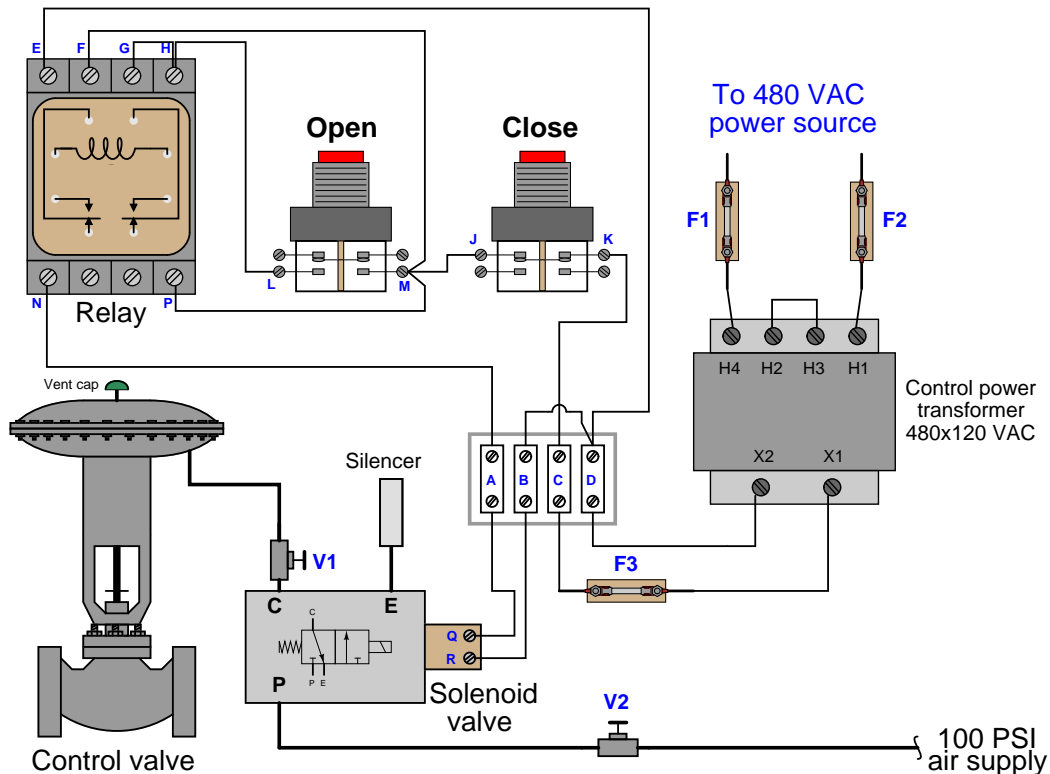 E F G H
Relay
N P
Open
L M
Close
J K
To 480 VAC
power source
F1 F2
H4 H2 H3 H1
X2 X1
Control power
transformer
480x120 VAC
Vent cap
Control valve
Silencer
A B C D
F3
V1
C E
C
P E
P
Q
R
Solenoid
valve
V2
100 PSI
air supply